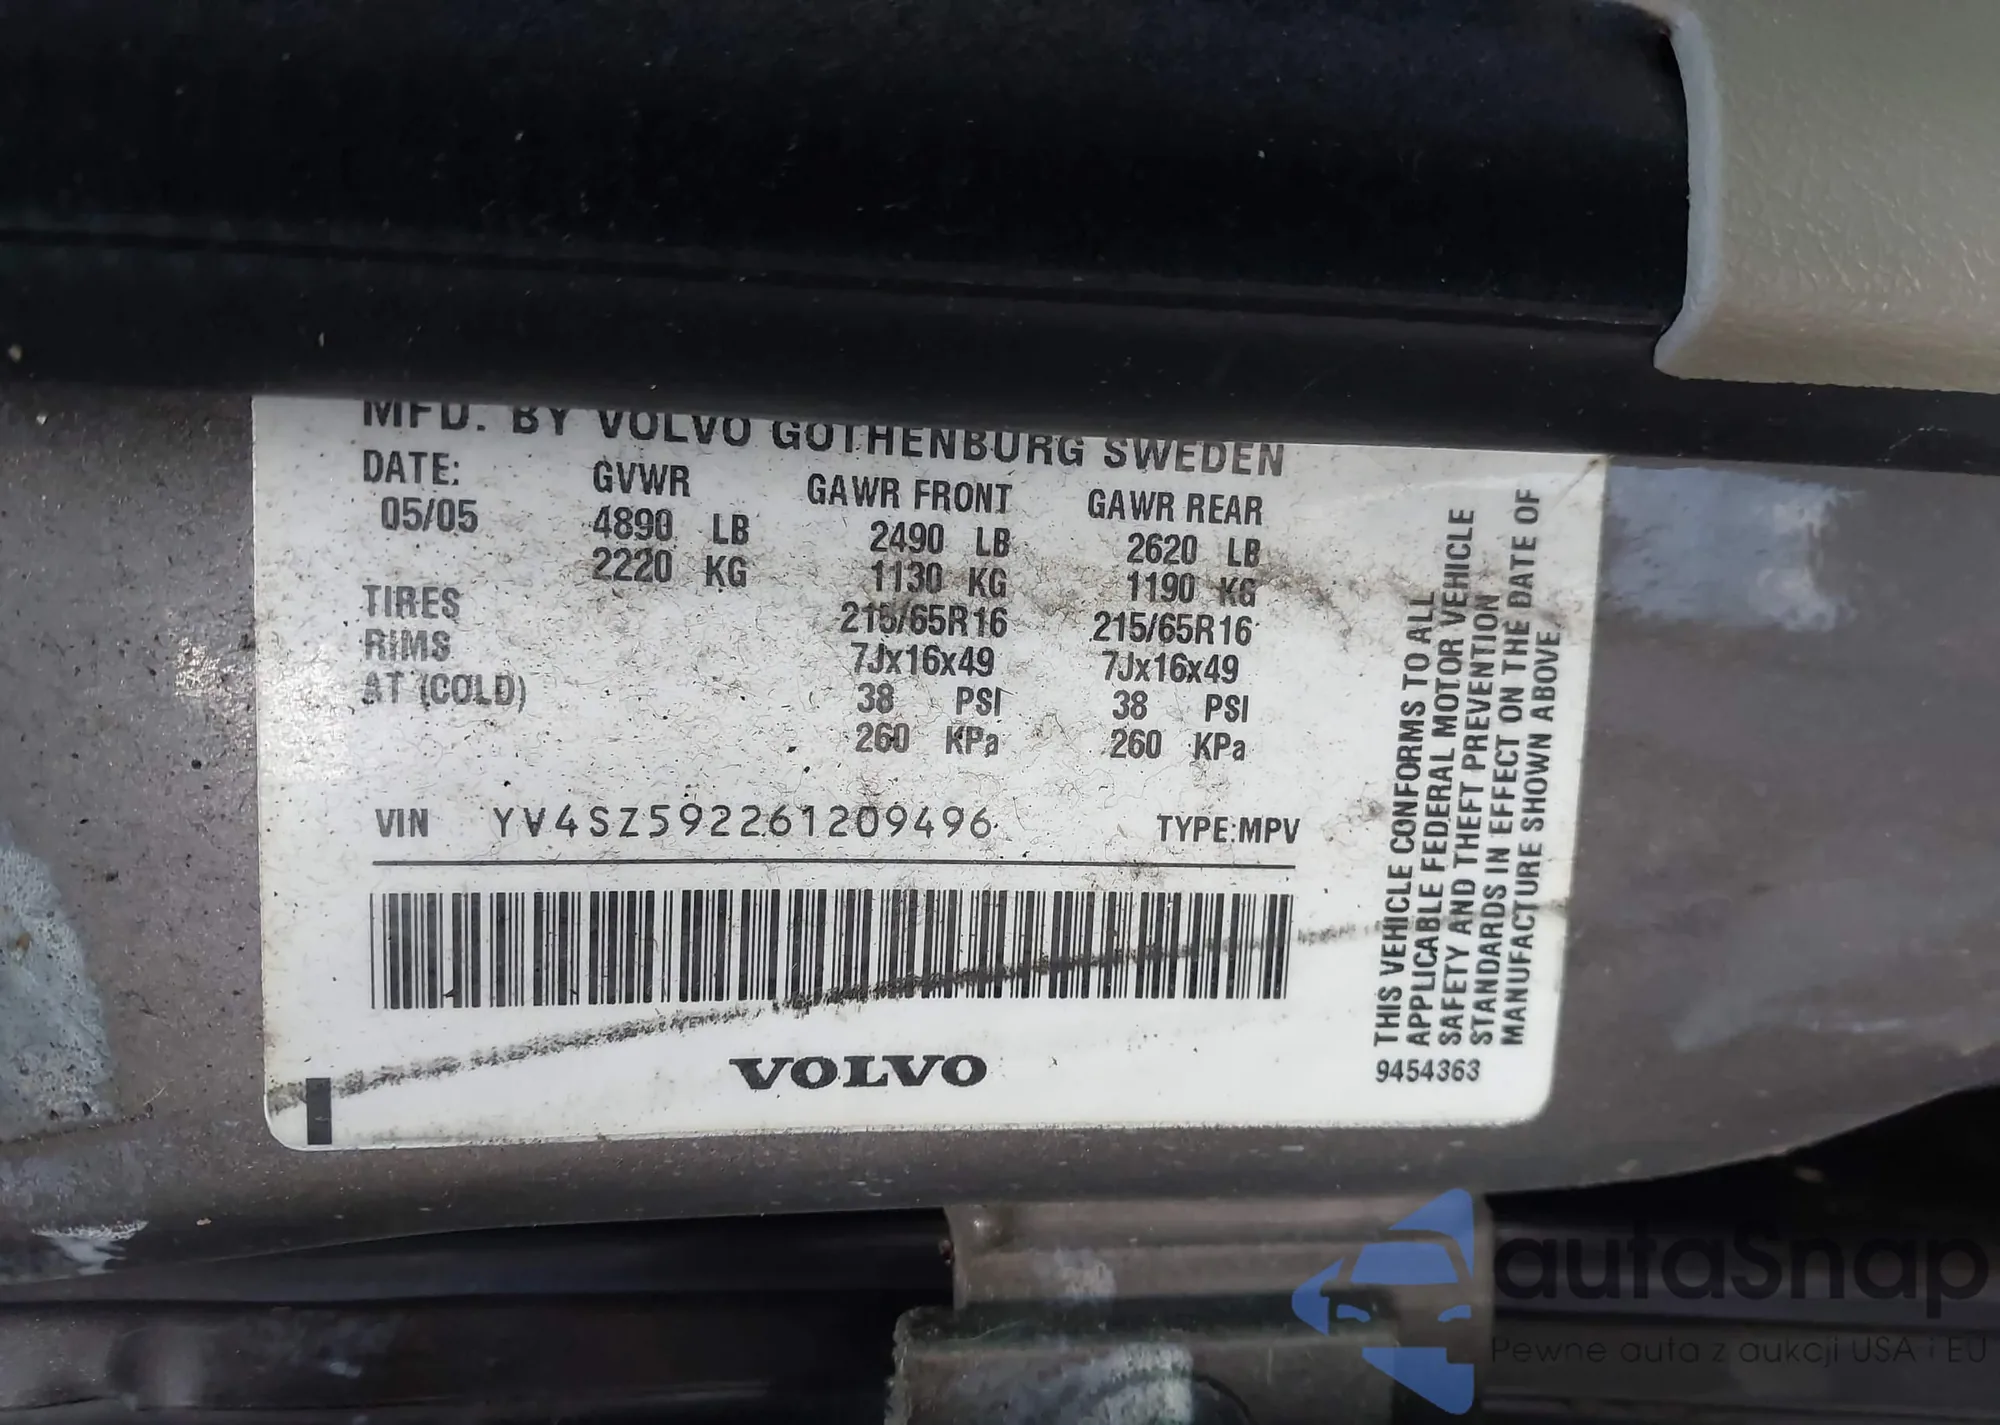 MFD. BY VOLVO GOTHENBURG SWEDEN
DATE: GVWR GAWR FRONT GAWR REAR
05/05 4890 LB 2490 LB 2620 LB
2220 KG 1130 KG 1190 KG
TIRES 215/65R16 215/65R16
RIMS 7Jx16x49 7Jx16x49
AT (COLD) 38 PSI 38 PSI
260 KPa 260 KPa
VIN YV4SZ592261209496 TYPE:MPV
VOLVO
THIS VEHICLE CONFORMS TO ALL
APPLICABLE FEDERAL MOTOR VEHICLE
SAFETY AND THEFT PREVENTION
STANDARDS IN EFFECT ON THE DATE OF
MANUFACTURE SHOWN ABOVE.
9454363
autaSnap
Pewne auta z aukcji USA i EU